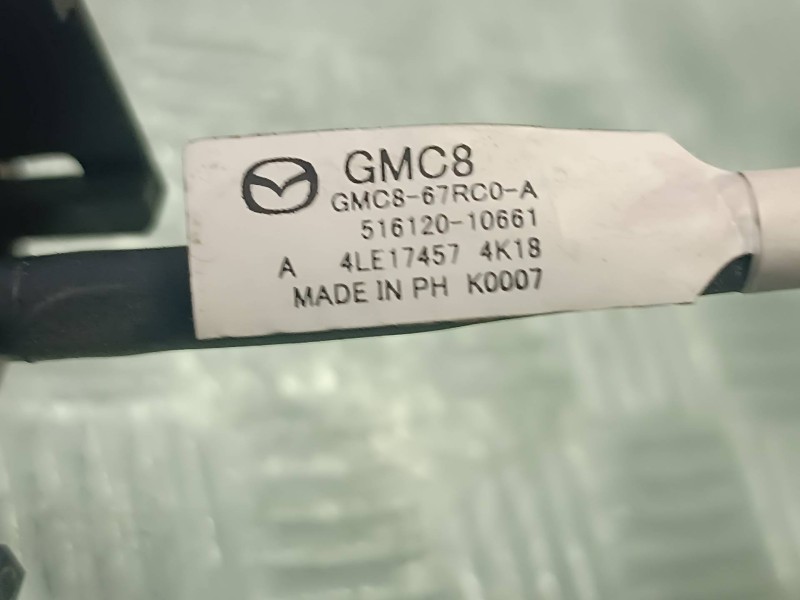 GMC8
GMC8-67RC0-A
516120-10661
A 4LE17457 4K18
MADE IN PH K0007